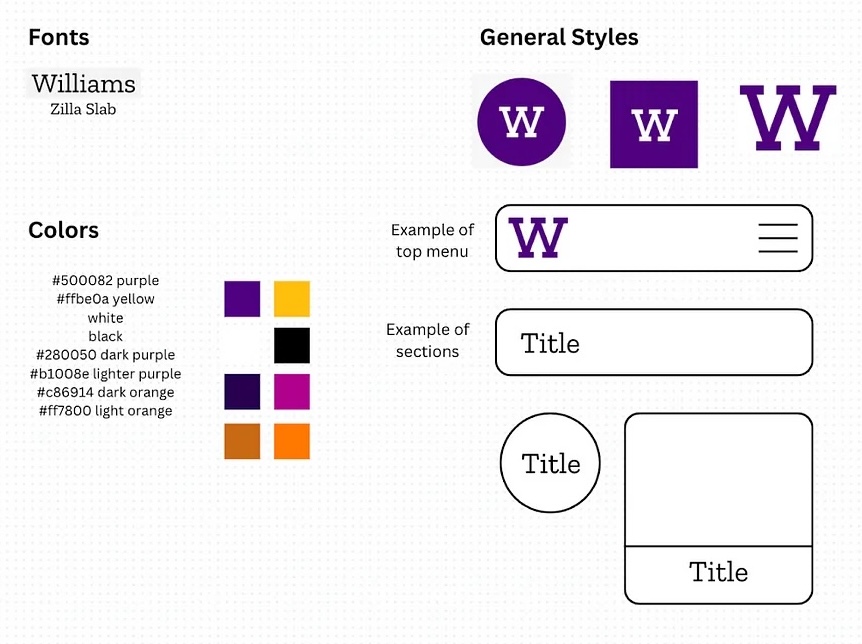 Fonts
Williams
Zilla Slab
General Styles
W
W
W
Colors
#500082 purple
#ffbe0a yellow
white
black
#280050 dark purple
#b1008e lighter purple
#c86914 dark orange
#ff7800 light orange
Example of
top menu
W
Example of
sections
Title
Title
Title